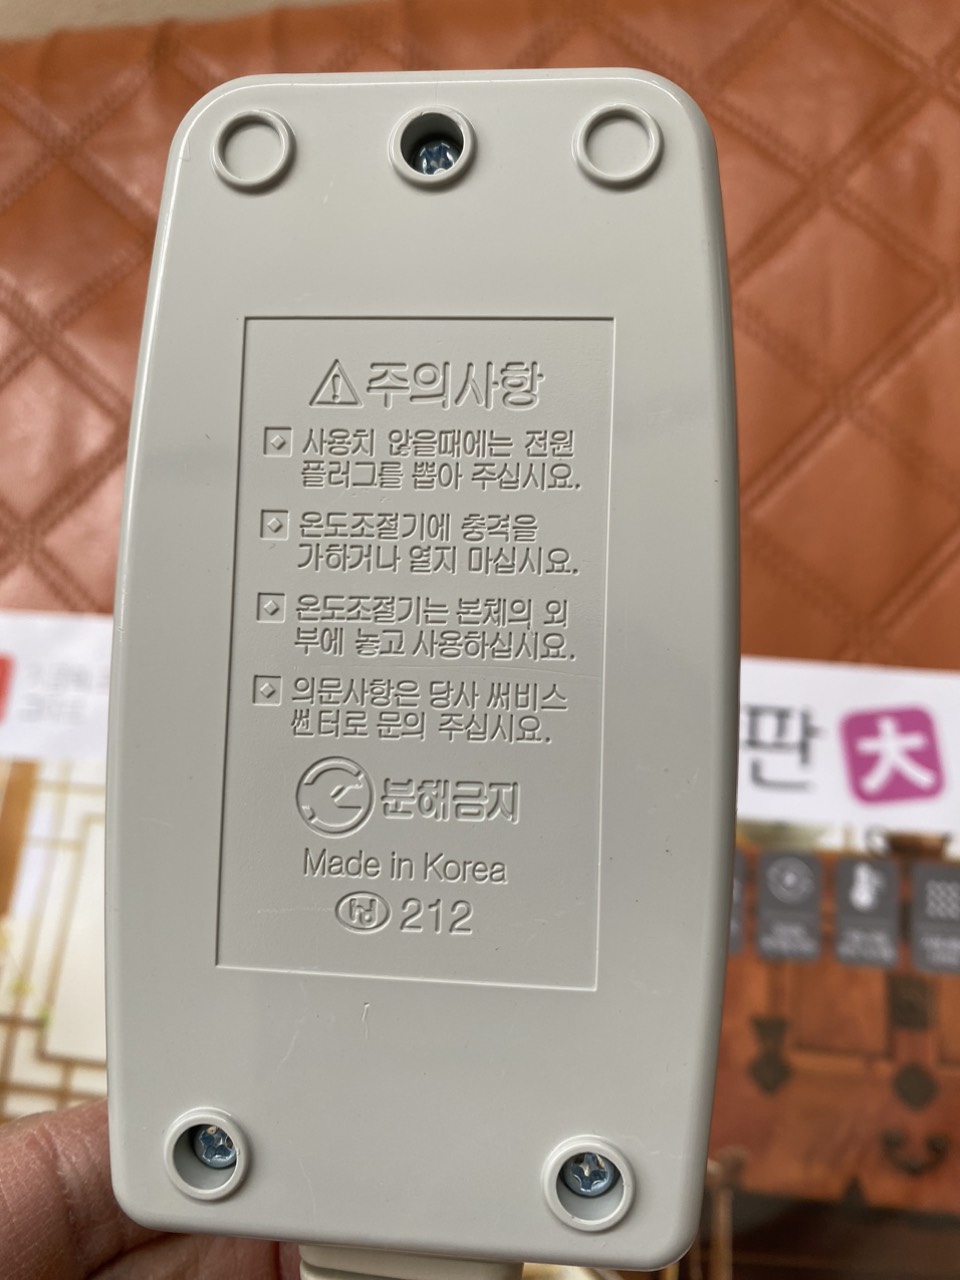 주의사항
사용치 않을때에는 전원
플러그를 뽑아 주십시요.
온도조절기에 충격을
가하거나 열지 마십시요.
온도조절기는 본체의 외
부에 놓고 사용하십시요.
의문사항은 당사 써비스
쎈터로 문의 주십시요.
분해금지
Made in Korea
212
판 大